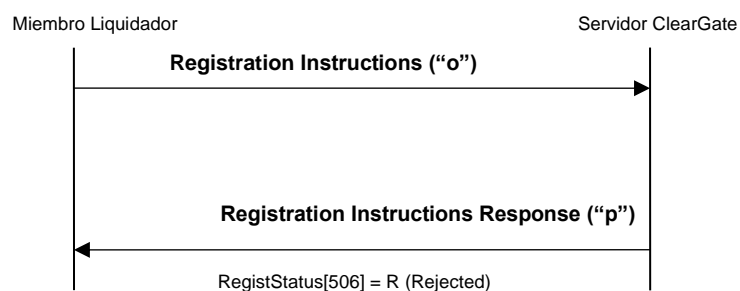 Miembro Liquidador
Servidor ClearGate
Registration Instructions (“o”)
Registration Instructions Response (“p”)
RegistStatus[506] = R (Rejected)